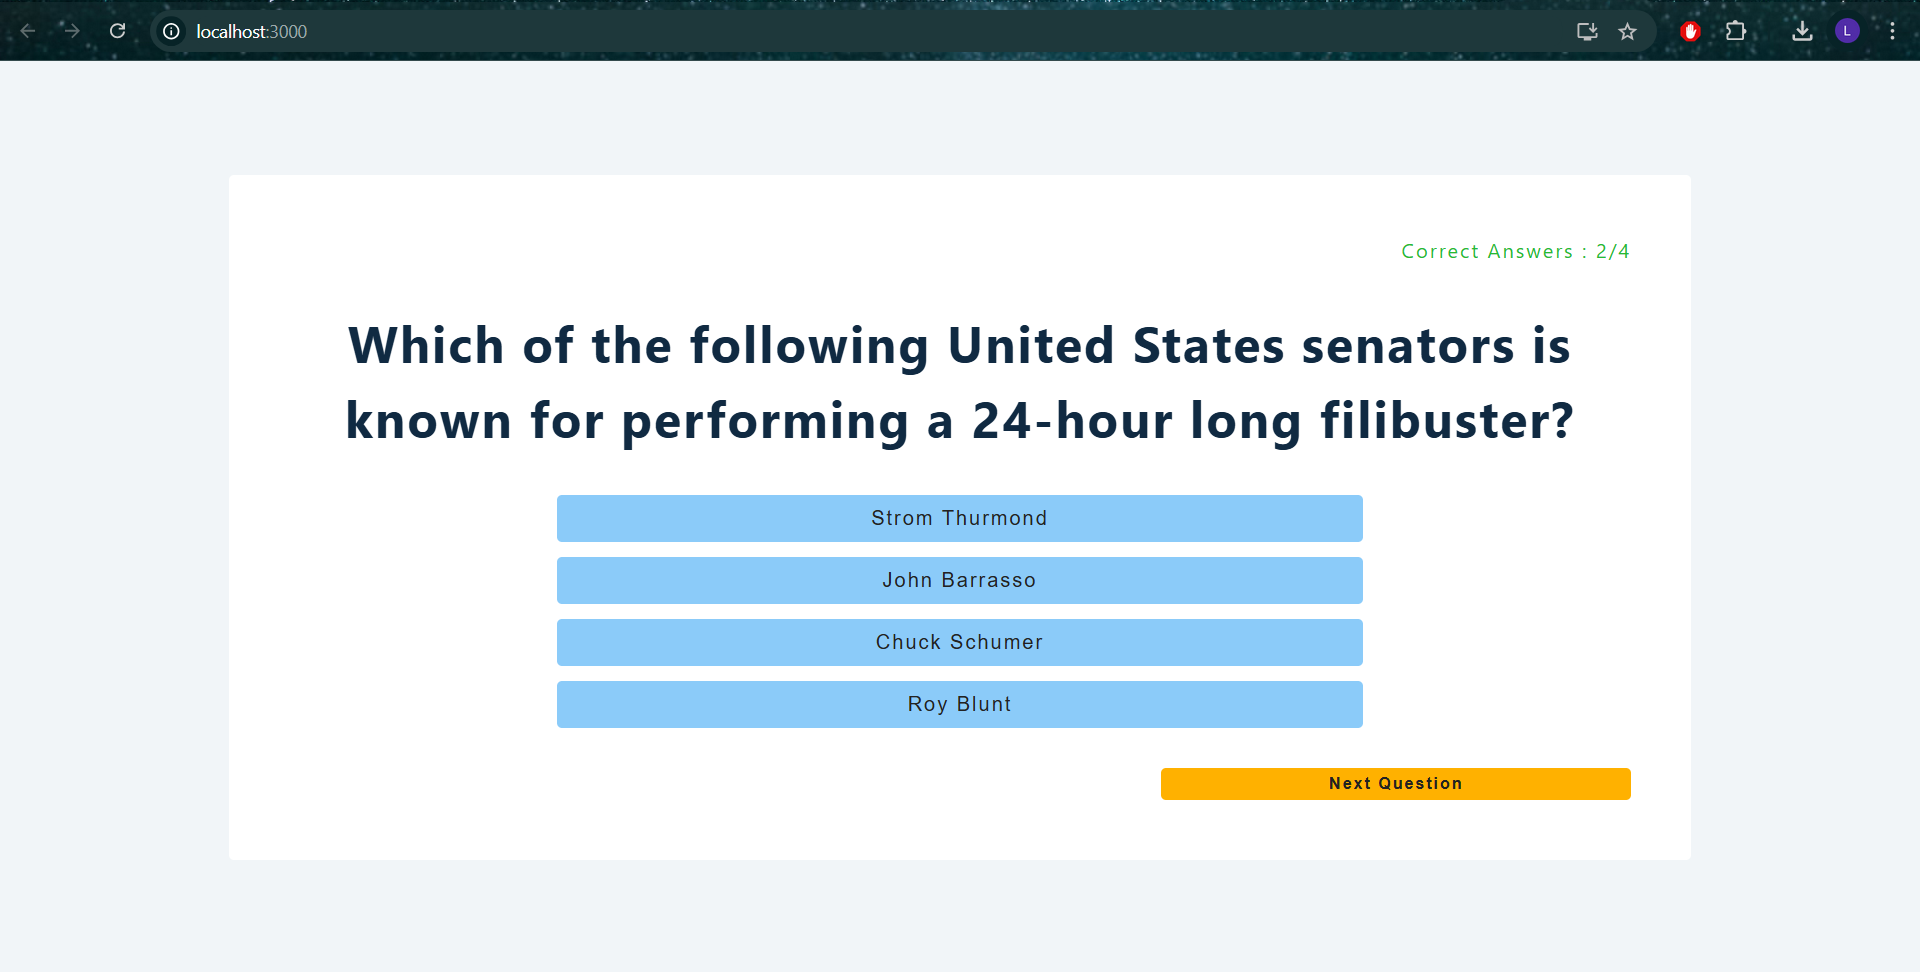 localhost:3000
L
Correct Answers : 2/4
Which of the following United States senators is
known for performing a 24-hour long filibuster?
Strom Thurmond
John Barrasso
Chuck Schumer
Roy Blunt
Next Question